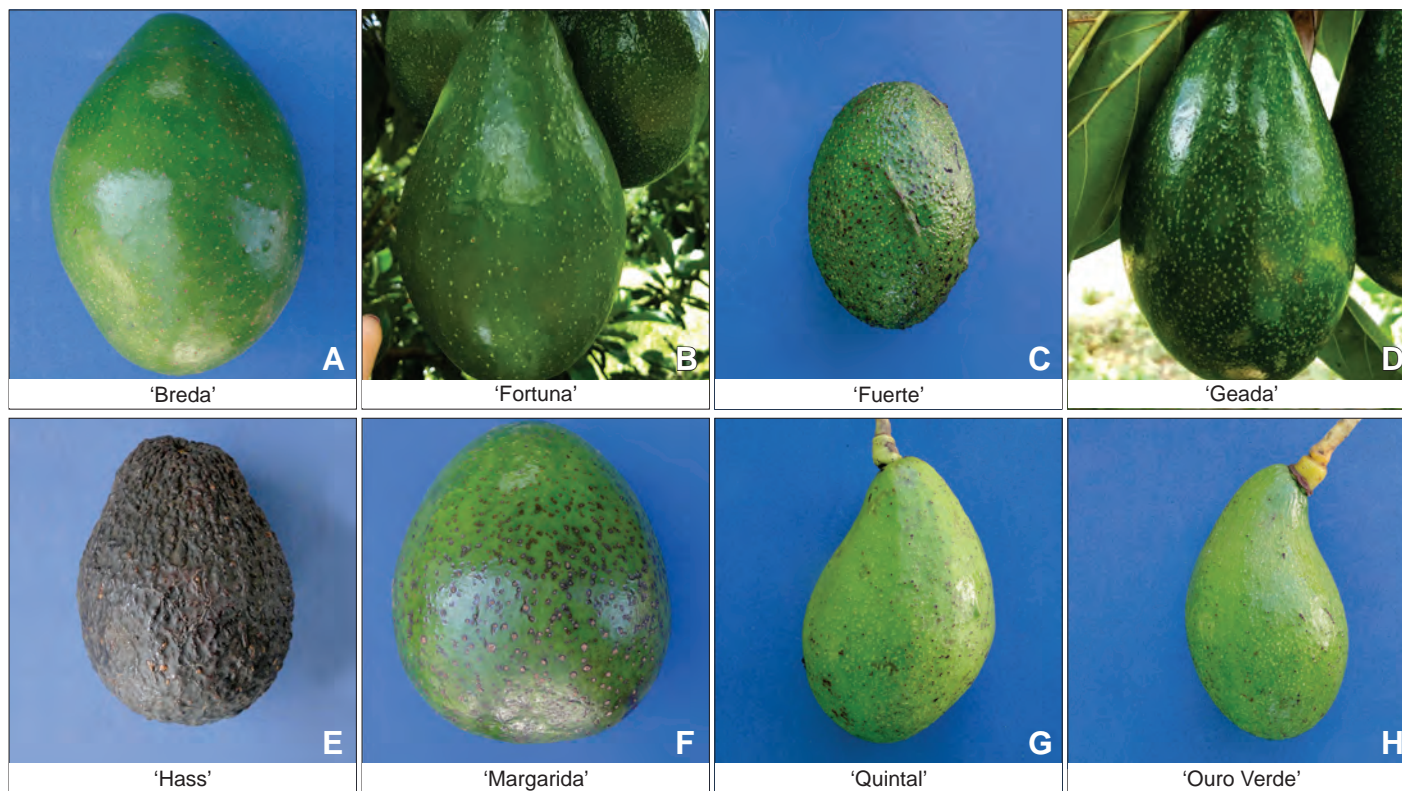 A
‘Breda’
B
‘Fortuna’
C
‘Fuerte’
D
‘Geada’
E
‘Hass’
F
‘Margarida’
G
‘Quintal’
H
‘Ouro Verde’